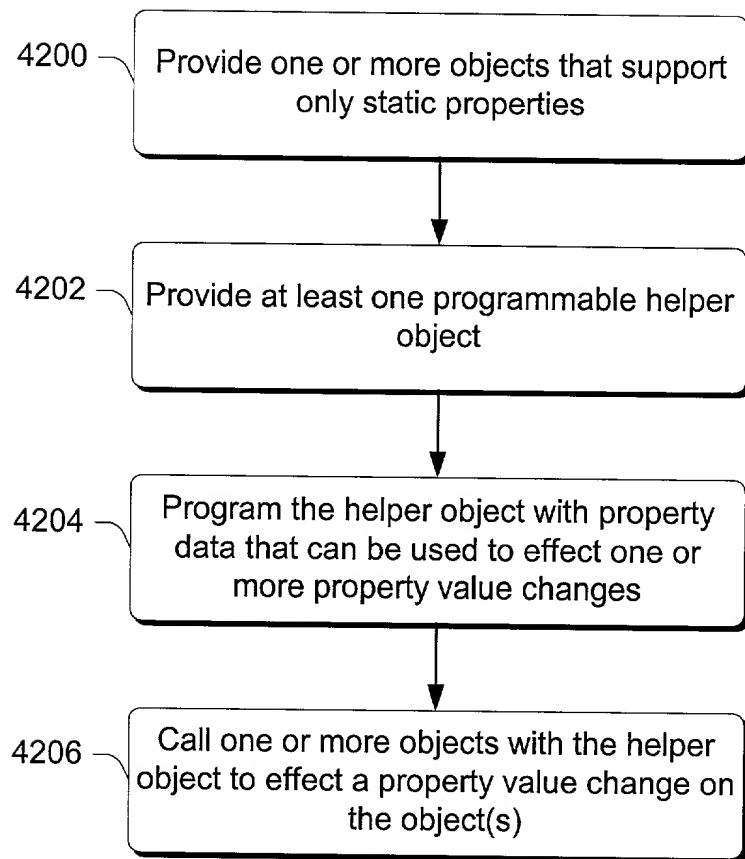 4200
Provide one or more objects that support
only static properties
4202
Provide at least one programmable helper
object
4204
Program the helper object with property
data that can be used to effect one or
more property value changes
4206
Call one or more objects with the helper
object to effect a property value change on
the object(s)